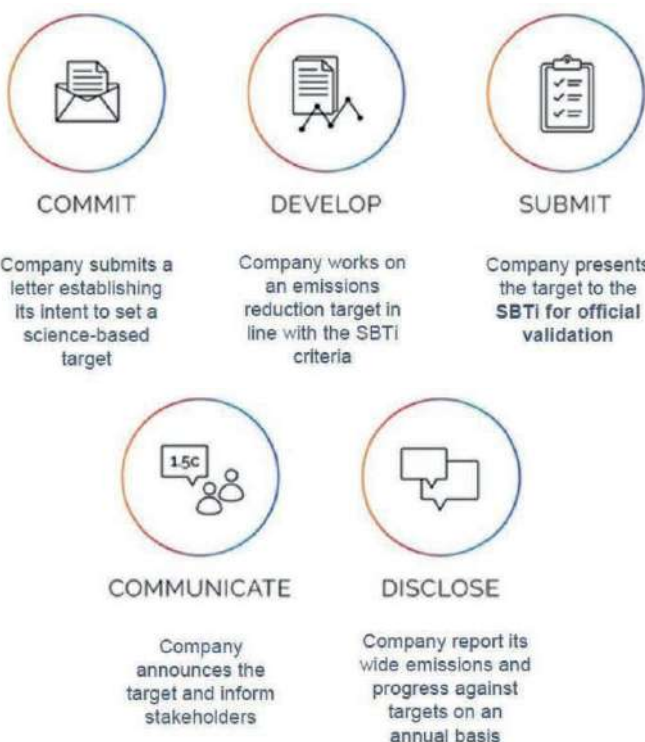 COMMIT
Company submits a
letter establishing
its intent to set a
science-based
target
DEVELOP
Company works on
an emissions
reduction target in
line with the SBTi
criteria
SUBMIT
Company presents
the target to the
SBTi for official
validation
1.5c
COMMUNICATE
Company
announces the
target and inform
stakeholders
DISCLOSE
Company report its
wide emissions and
progress against
targets on an
annual basis